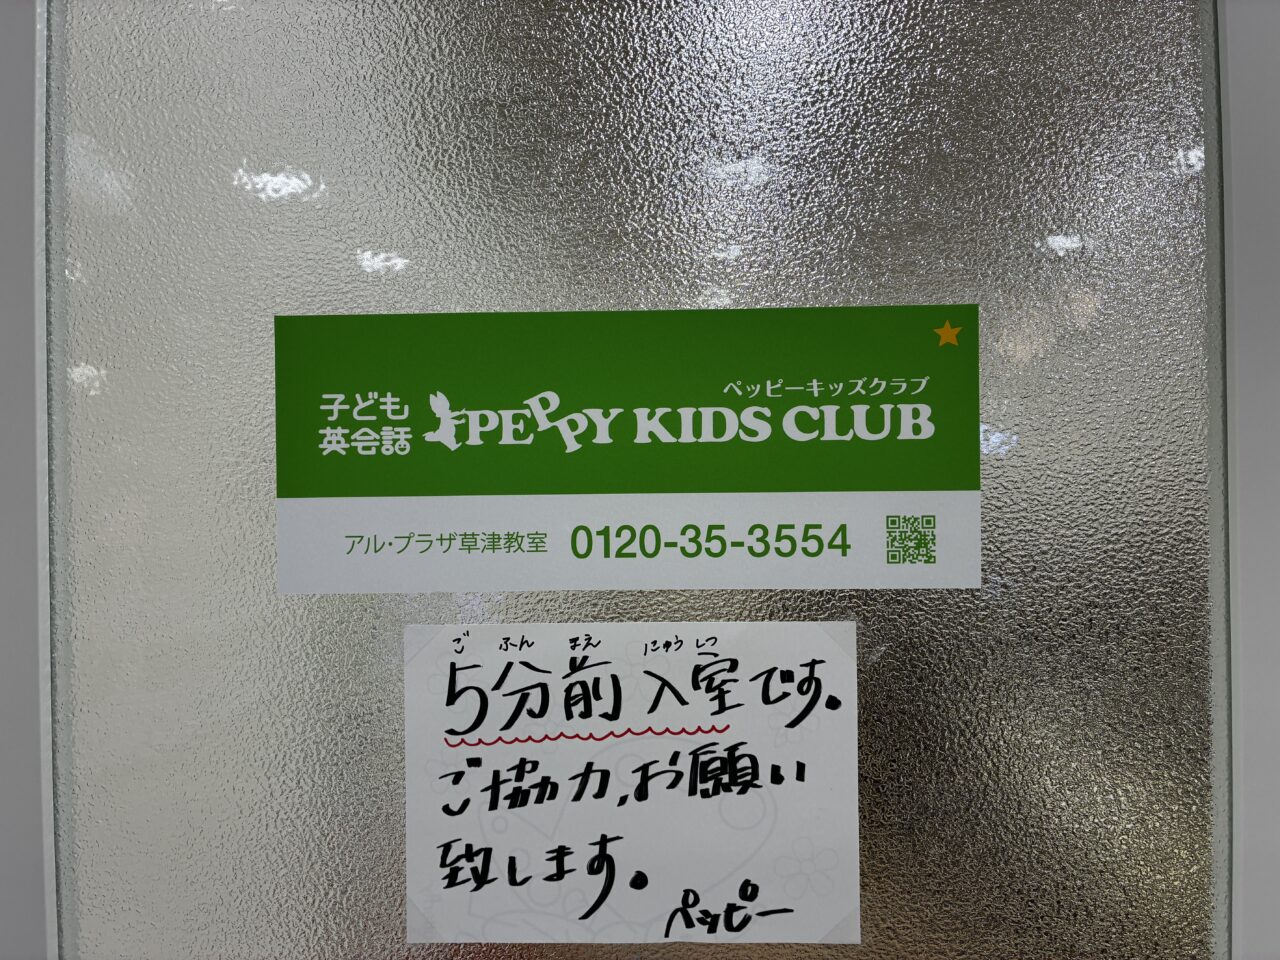 ペッピーキッズクラブ
子ども
英会話
PEPPY KIDS CLUB
アル・プラザ草津教室 0120-35-3554
ご ふん まえ にゅう しつ
5分前入室です。
ご協力,お願い
致します。
ペッピー